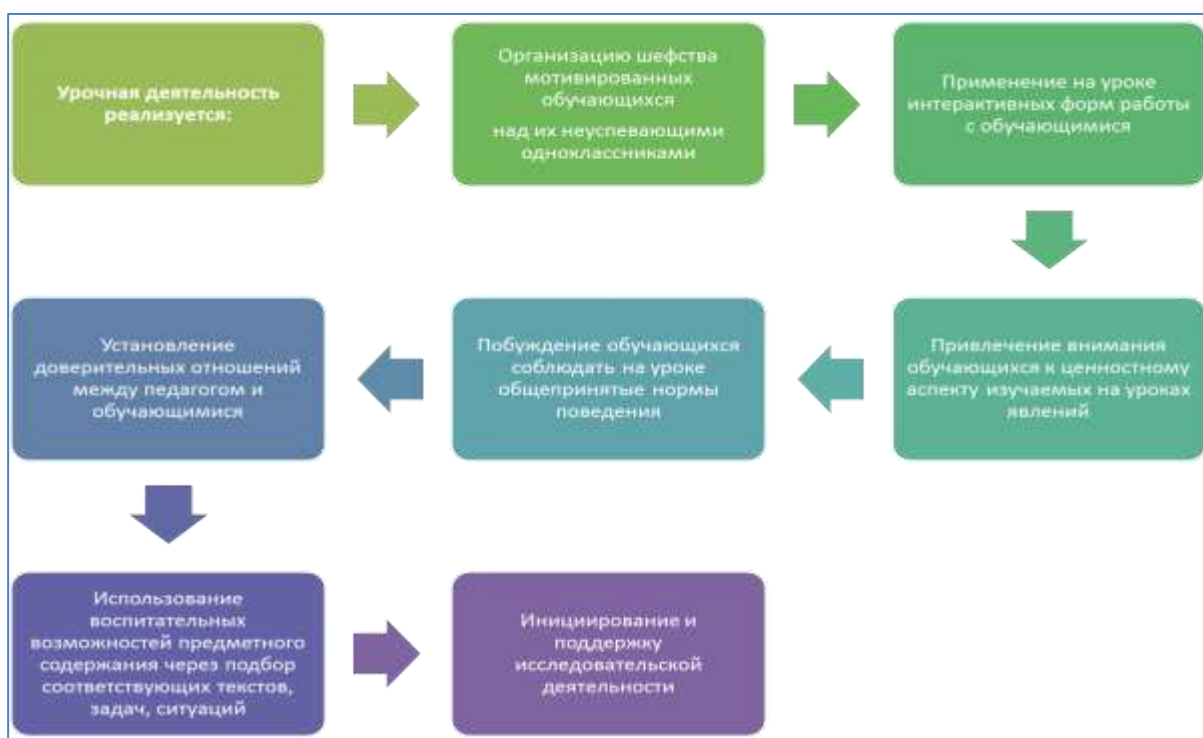 Урочная деятельность
реализуется:
Организацию шефства
мотивированных
обучающихся
над их неуспевающими
одноклассниками
Применение на уроке
интерактивных форм работы
с обучающимися
Привлечение внимания
обучающихся к ценностному
аспекту изучаемых на уроках
явлений
Побуждение обучающихся
соблюдать на уроке
общепринятые нормы
поведения
Установление
доверительных отношений
между педагогом и
обучающимися
Использование
воспитательных
возможностей предметного
содержания через подбор
соответствующих текстов,
задач, ситуаций
Инициирование и
поддержку
исследовательской
деятельности